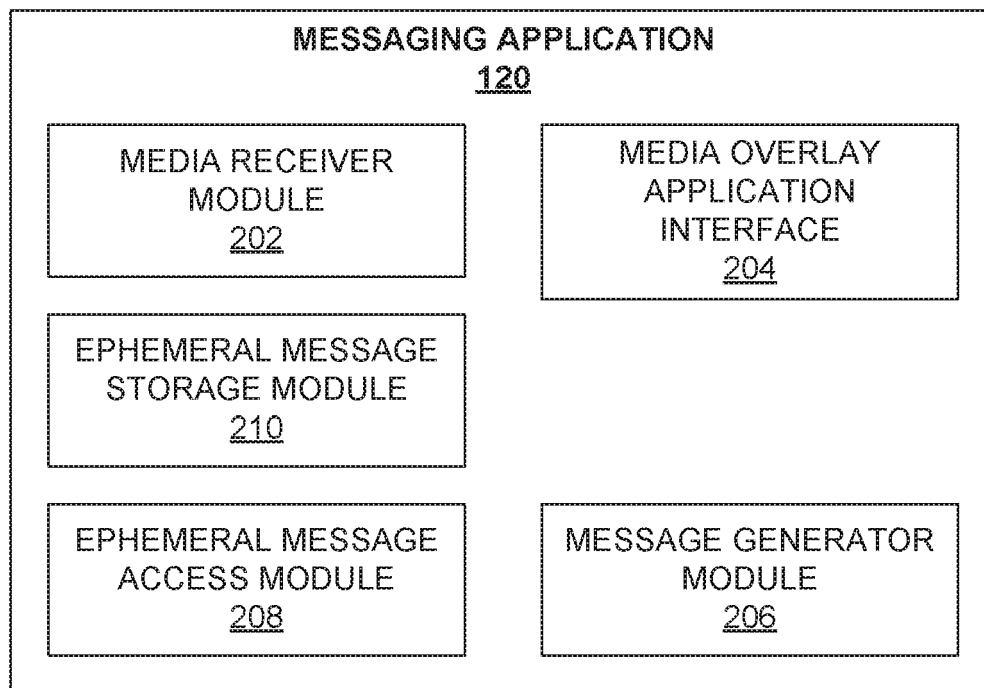 MESSAGING APPLICATION
120
MEDIA RECEIVER
MODULE
202
MEDIA OVERLAY
APPLICATION
INTERFACE
204
EPHEMERAL MESSAGE
STORAGE MODULE
210
EPHEMERAL MESSAGE
ACCESS MODULE
208
MESSAGE GENERATOR
MODULE
206